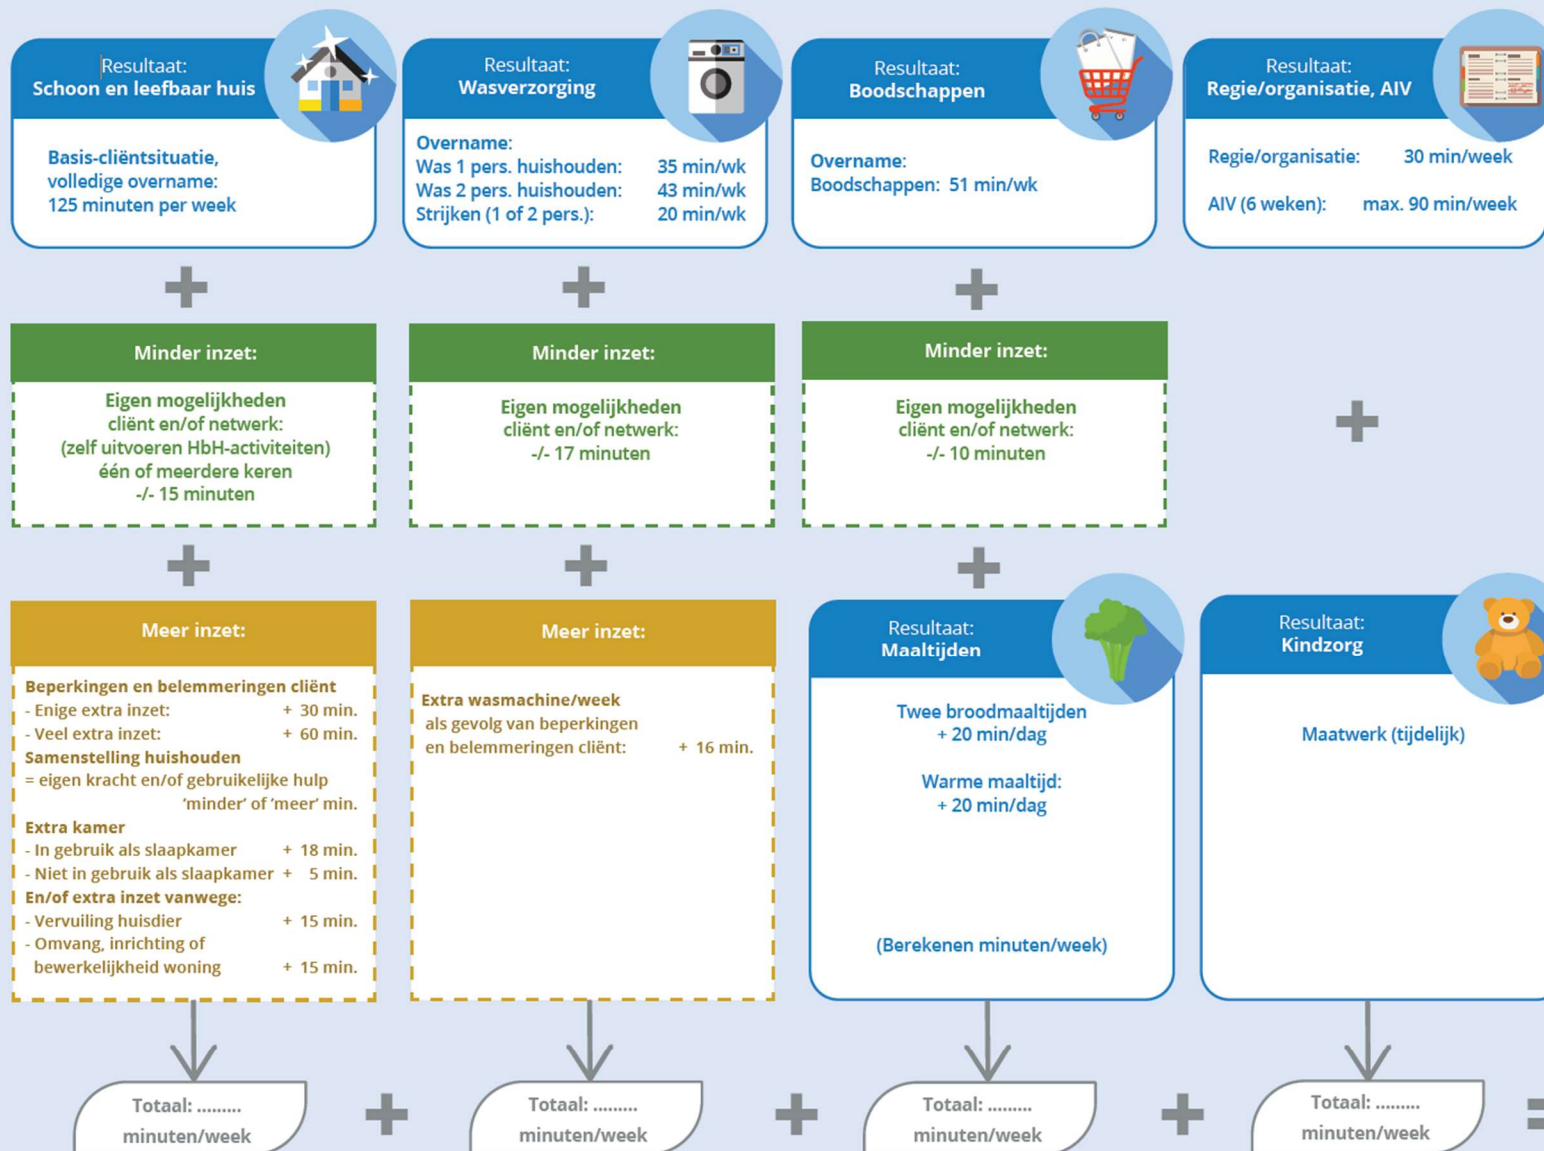 Resultaat:
Schoon en leefbaar huis
Basis-cliëntsituatie,
volledige overname:
125 minuten per week
Resultaat:
Wasverzorging
Overname:
Was 1 pers. huishouden: 35 min/wk
Was 2 pers. huishouden: 43 min/wk
Strijken (1 of 2 pers.): 20 min/wk
Resultaat:
Boodschappen
Overname:
Boodschappen: 51 min/wk
Resultaat:
Regie/organisatie, AIV
Regie/organisatie: 30 min/week
AIV (6 weken): max. 90 min/week
+
+
+
Minder inzet:
Eigen mogelijkheden
cliënt en/of netwerk:
(zelf uitvoeren HbH-activiteiten)
één of meerdere keren
-/- 15 minuten
Minder inzet:
Eigen mogelijkheden
cliënt en/of netwerk:
-/- 17 minuten
Minder inzet:
Eigen mogelijkheden
cliënt en/of netwerk:
-/- 10 minuten
+
+
+
+
Meer inzet:
Beperkingen en belemmeringen cliënt
- Enige extra inzet: + 30 min.
- Veel extra inzet: + 60 min.
Samenstelling huishouden
= eigen kracht en/of gebruikelijke hulp
'minder' of 'meer' min.
Extra kamer
- In gebruik als slaapkamer + 18 min.
- Niet in gebruik als slaapkamer + 5 min.
En/of extra inzet vanwege:
- Vervuiling huisdier + 15 min.
- Omvang, inrichting of
bewerkelijkheid woning + 15 min.
Meer inzet:
Extra wasmachine/week
als gevolg van beperkingen
en belemmeringen cliënt: + 16 min.
Resultaat:
Maaltijden
Twee broodmaaltijden
+ 20 min/dag
Warme maaltijd:
+ 20 min/dag
(Berekenen minuten/week)
Resultaat:
Kindzorg
Maatwerk (tijdelijk)
Totaal: .........
minuten/week
+
Totaal: .........
minuten/week
+
Totaal: .........
minuten/week
+
Totaal: .........
minuten/week
=